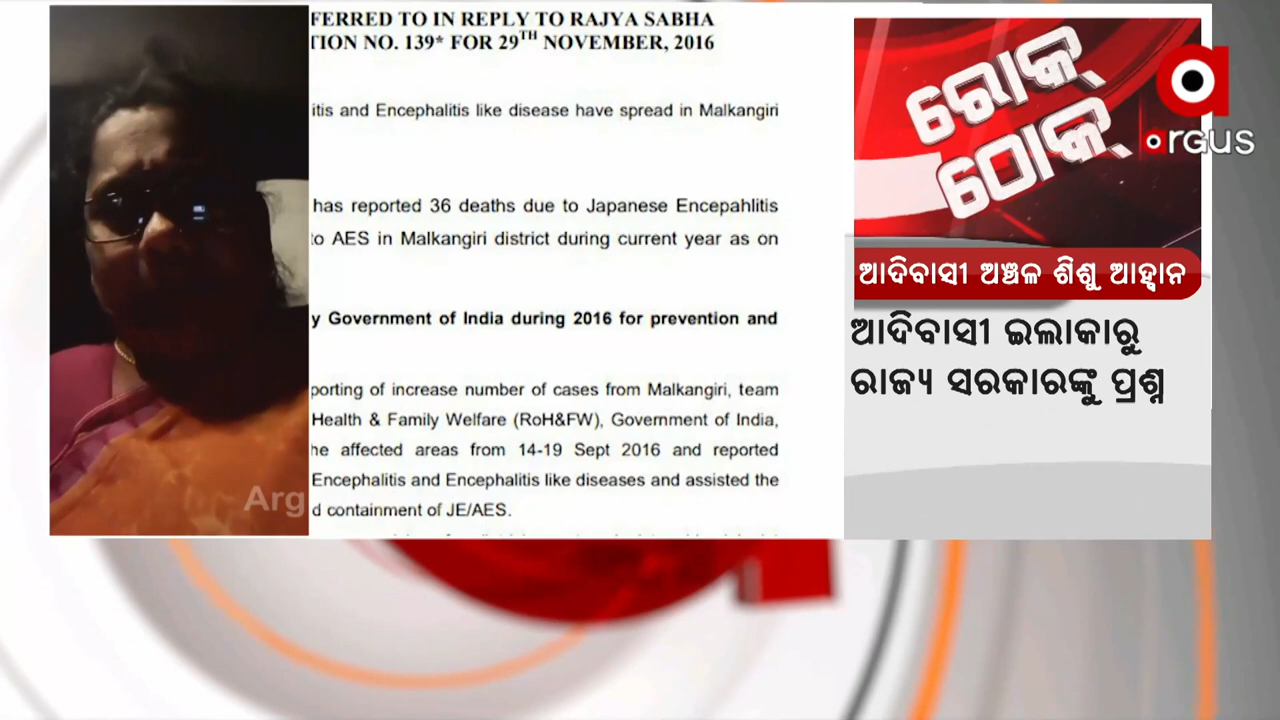 FERRED TO IN REPLY TO RAJYA SABHA
TION NO. 139* FOR 29TH NOVEMBER, 2016
itis and Encephalitis like disease have spread in Malkangiri
has reported 36 deaths due to Japanese Encepahlitis
to AES in Malkangiri district during current year as on
y Government of India during 2016 for prevention and
porting of increase number of cases from Malkangiri, team
Health & Family Welfare (RoH&FW), Government of India,
he affected areas from 14-19 Sept 2016 and reported
Encephalitis and Encephalitis like diseases and assisted the
d containment of JE/AES.
Arg
ରୋକ୍
ଠୋକ୍
argus
ଆଦିବାସୀ ଅଞ୍ଚଳ ଶିଶୁ ଆହ୍ୱାନ
ଆଦିବାସୀ ଇଲାକାରୁ
ରାଜ୍ୟ ସରକାରଙ୍କୁ ପ୍ରଶ୍ନ